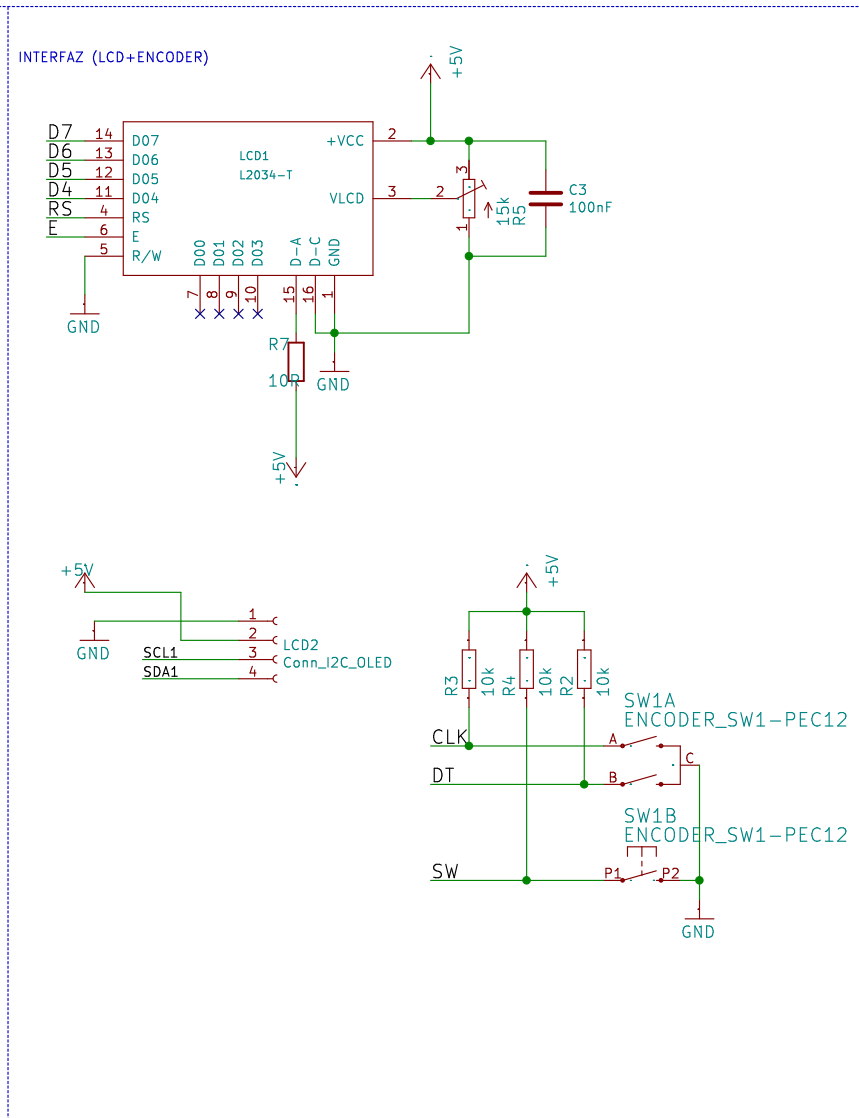 INTERFAZ (LCD+ENCODER)
+5V
D7 14 D07
D6 13 D06
D5 12 D05
D4 11 D04
RS 4 RS
E 6 E
5 R/W
GND
LCD1
L2034-T
+VCC 2
VLCD 3
2
3
1
15k
R5
C3
100nF
D00 D01 D02 D03 D-A D-C GND
7 8 9 10 15 16 1
R7
10R
GND
+5V
+5V
GND
1
2
SCL1 3
SDA1 4
LCD2
Conn_I2C_OLED
+5V
R3 10k R4 10k R2 10k
SW1A
ENCODER_SW1-PEC12
CLK A
C
DT B
SW1B
ENCODER_SW1-PEC12
SW P1 P2
GND